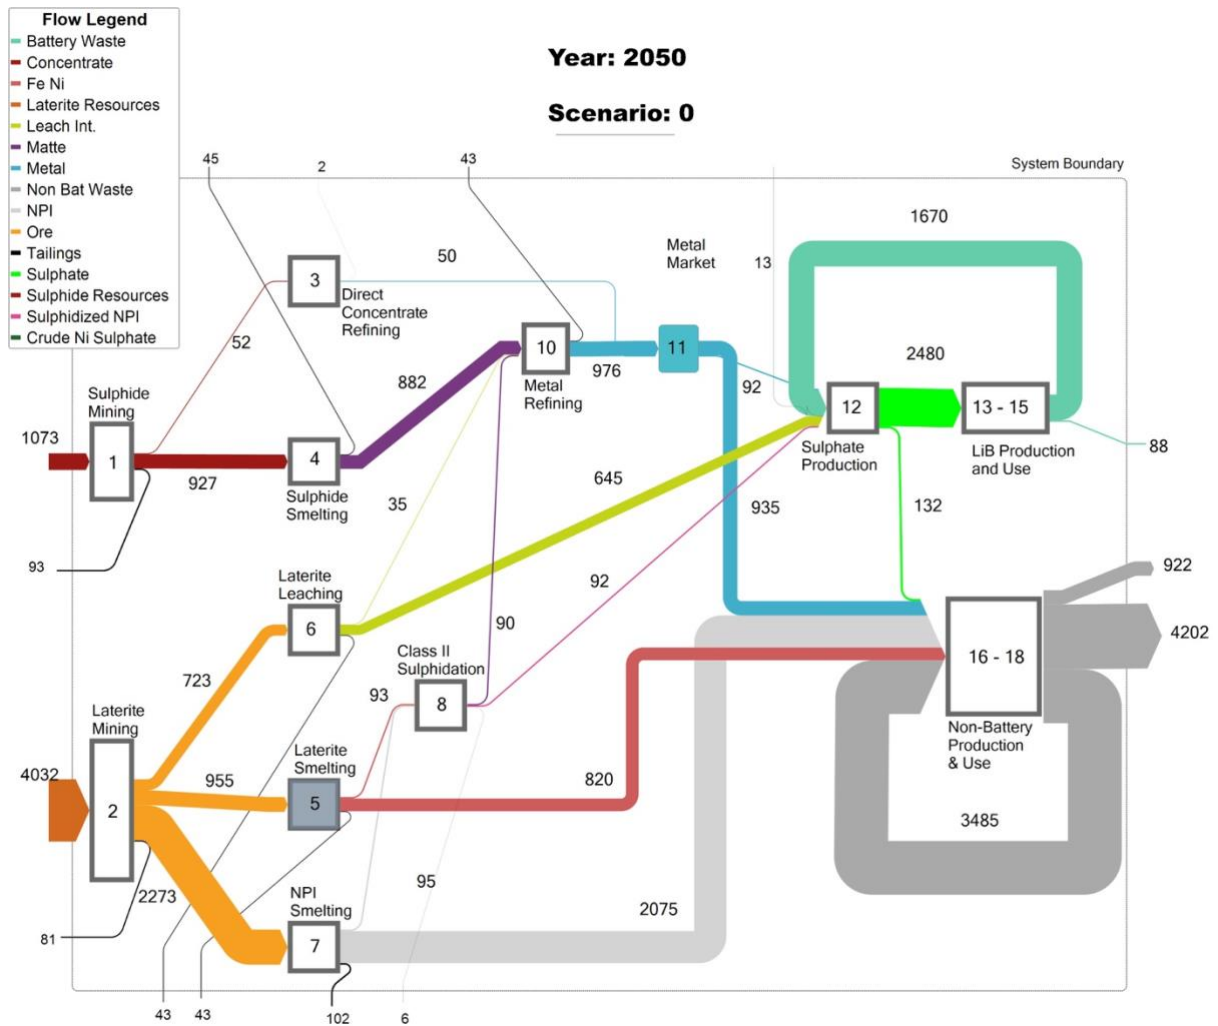 Flow Legend
Battery Waste
Concentrate
Fe Ni
Laterite Resources
Leach Int.
Matte
Metal
Non Bat Waste
NPI
Ore
Tailings
Sulphate
Sulphide Resources
Sulphidized NPI
Crude Ni Sulphate
Year: 2050
Scenario: 0
45
2
43
System Boundary
1670
50
Metal
Market
13
3
Direct
Concentrate
Refining
52
10
976
Metal
Refining
11
2480
882
92
12
Sulphate
Production
13 - 15
LiB Production
and Use
88
Sulphide
Mining
1073
1
927
4
Sulphide
Smelting
35
645
935
132
93
Laterite
Leaching
6
92
90
922
4202
16 - 18
Non-Battery
Production
& Use
Class II
Sulphidation
8
93
723
Laterite
Mining
4032
2
955
Laterite
Smelting
5
820
3485
2273
NPI
Smelting
7
95
2075
81
43
43
102
6